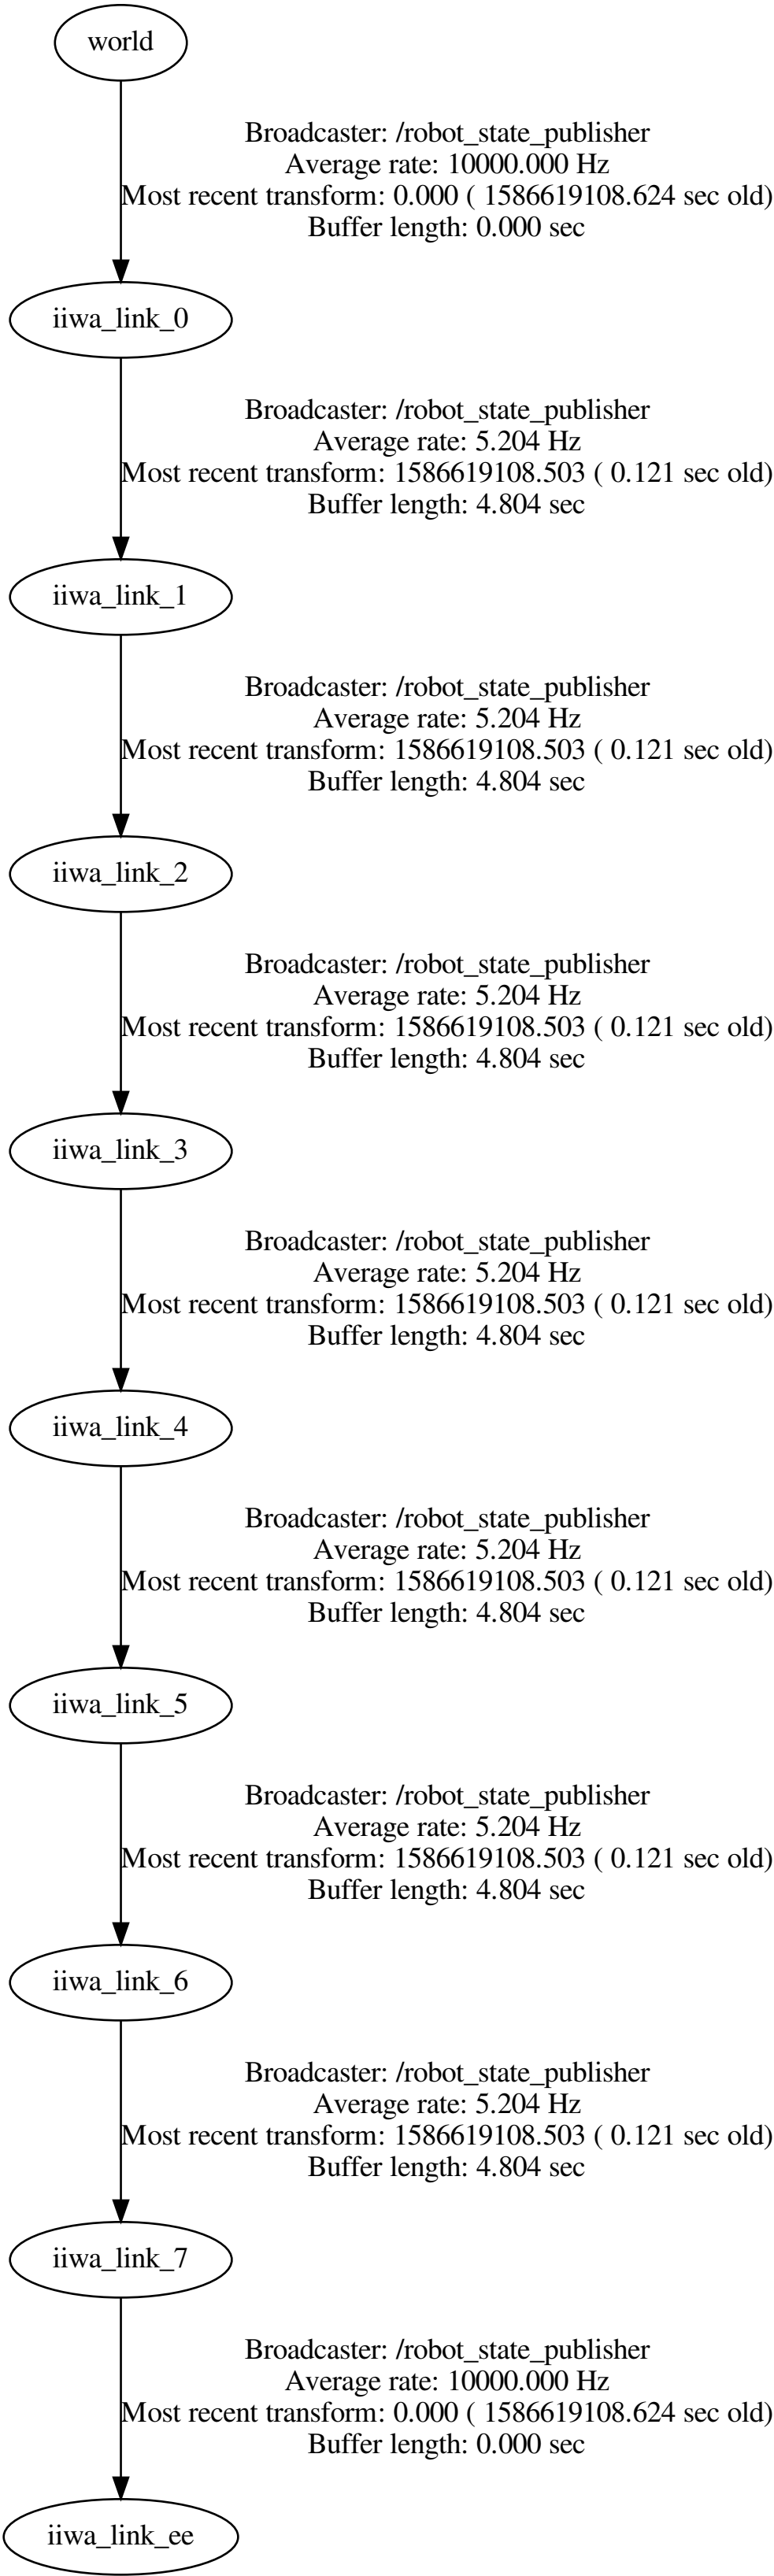 world
Broadcaster: /robot_state_publisher
Average rate: 10000.000 Hz
Most recent transform: 0.000 ( 1586619108.624 sec old)
Buffer length: 0.000 sec
iiwa_link_0
Broadcaster: /robot_state_publisher
Average rate: 5.204 Hz
Most recent transform: 1586619108.503 ( 0.121 sec old)
Buffer length: 4.804 sec
iiwa_link_1
Broadcaster: /robot_state_publisher
Average rate: 5.204 Hz
Most recent transform: 1586619108.503 ( 0.121 sec old)
Buffer length: 4.804 sec
iiwa_link_2
Broadcaster: /robot_state_publisher
Average rate: 5.204 Hz
Most recent transform: 1586619108.503 ( 0.121 sec old)
Buffer length: 4.804 sec
iiwa_link_3
Broadcaster: /robot_state_publisher
Average rate: 5.204 Hz
Most recent transform: 1586619108.503 ( 0.121 sec old)
Buffer length: 4.804 sec
iiwa_link_4
Broadcaster: /robot_state_publisher
Average rate: 5.204 Hz
Most recent transform: 1586619108.503 ( 0.121 sec old)
Buffer length: 4.804 sec
iiwa_link_5
Broadcaster: /robot_state_publisher
Average rate: 5.204 Hz
Most recent transform: 1586619108.503 ( 0.121 sec old)
Buffer length: 4.804 sec
iiwa_link_6
Broadcaster: /robot_state_publisher
Average rate: 5.204 Hz
Most recent transform: 1586619108.503 ( 0.121 sec old)
Buffer length: 4.804 sec
iiwa_link_7
Broadcaster: /robot_state_publisher
Average rate: 10000.000 Hz
Most recent transform: 0.000 ( 1586619108.624 sec old)
Buffer length: 0.000 sec
iiwa_link_ee